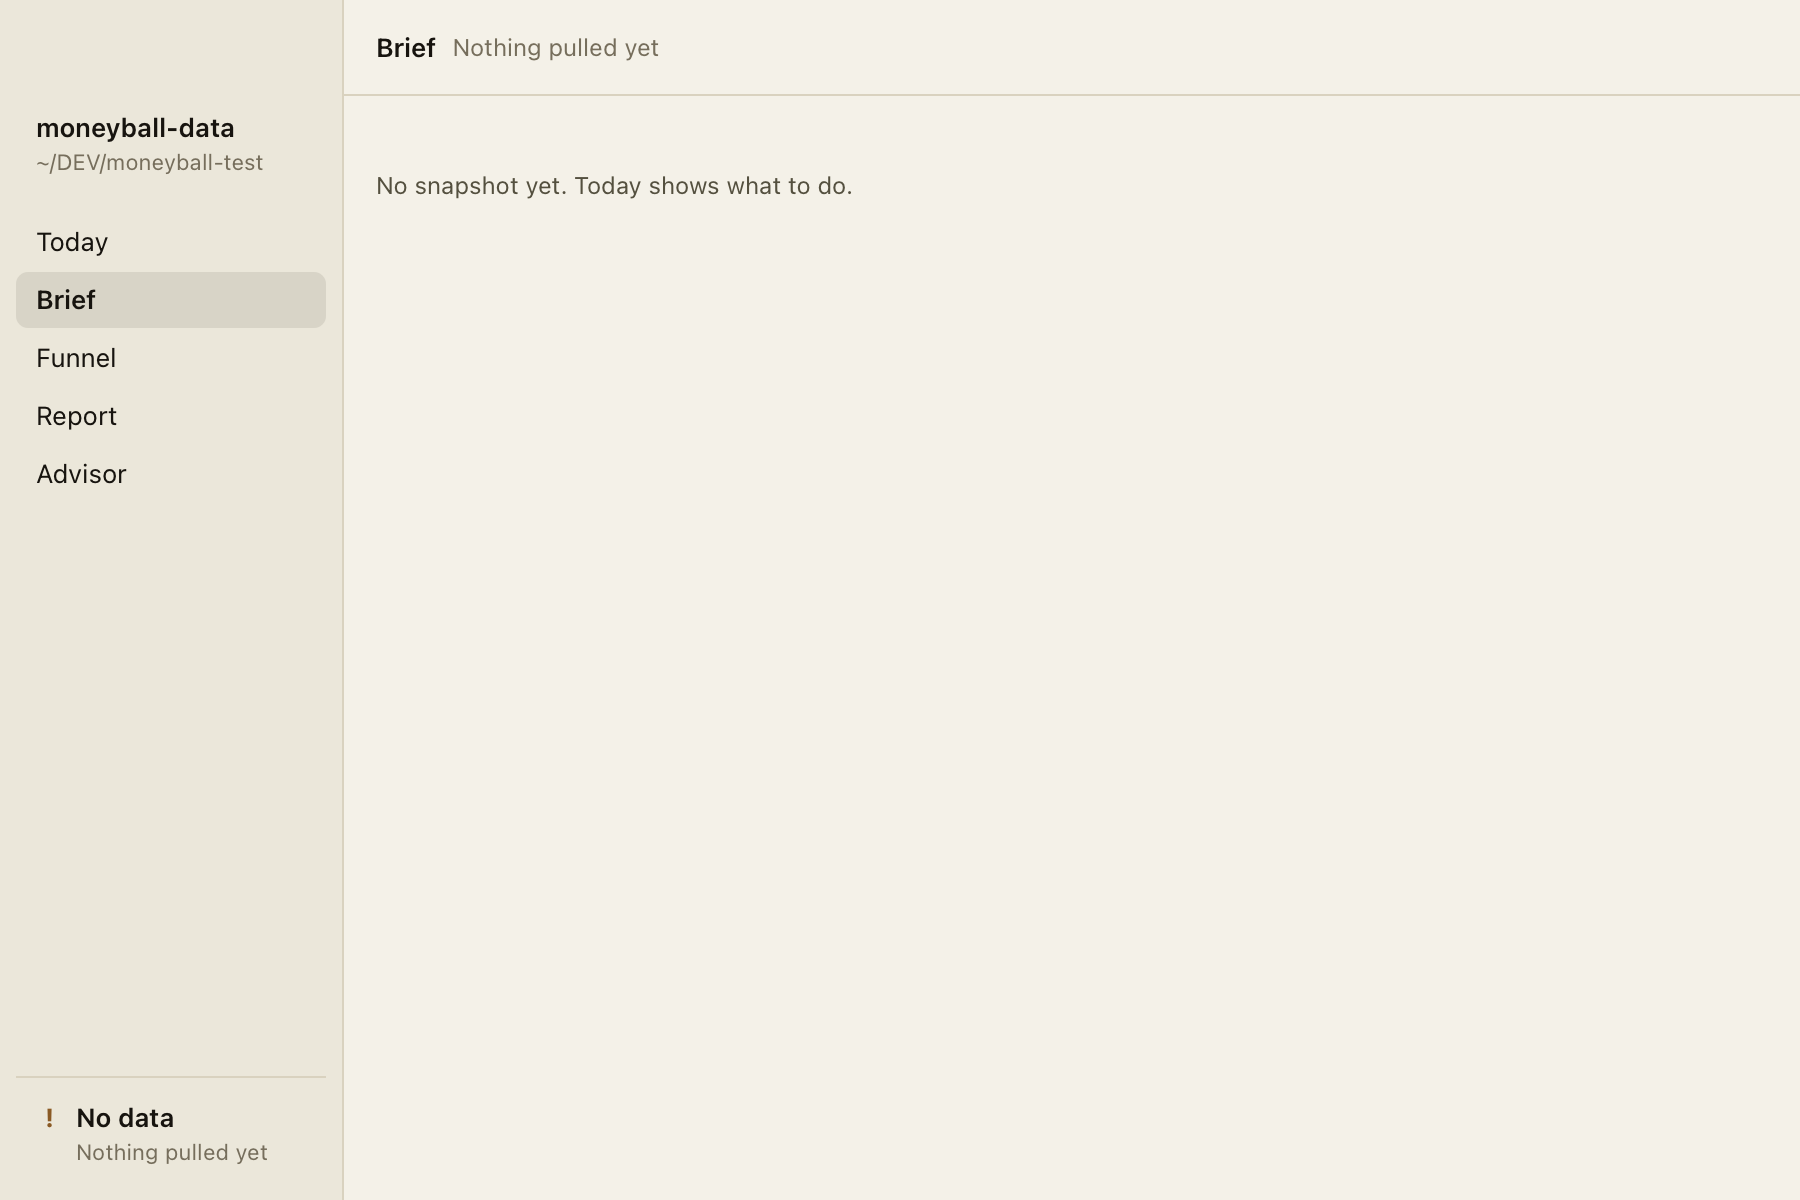 moneyball-data
~/DEV/moneyball-test
Today
Brief
Funnel
Report
Advisor
! No data
Nothing pulled yet
Brief Nothing pulled yet
No snapshot yet. Today shows what to do.